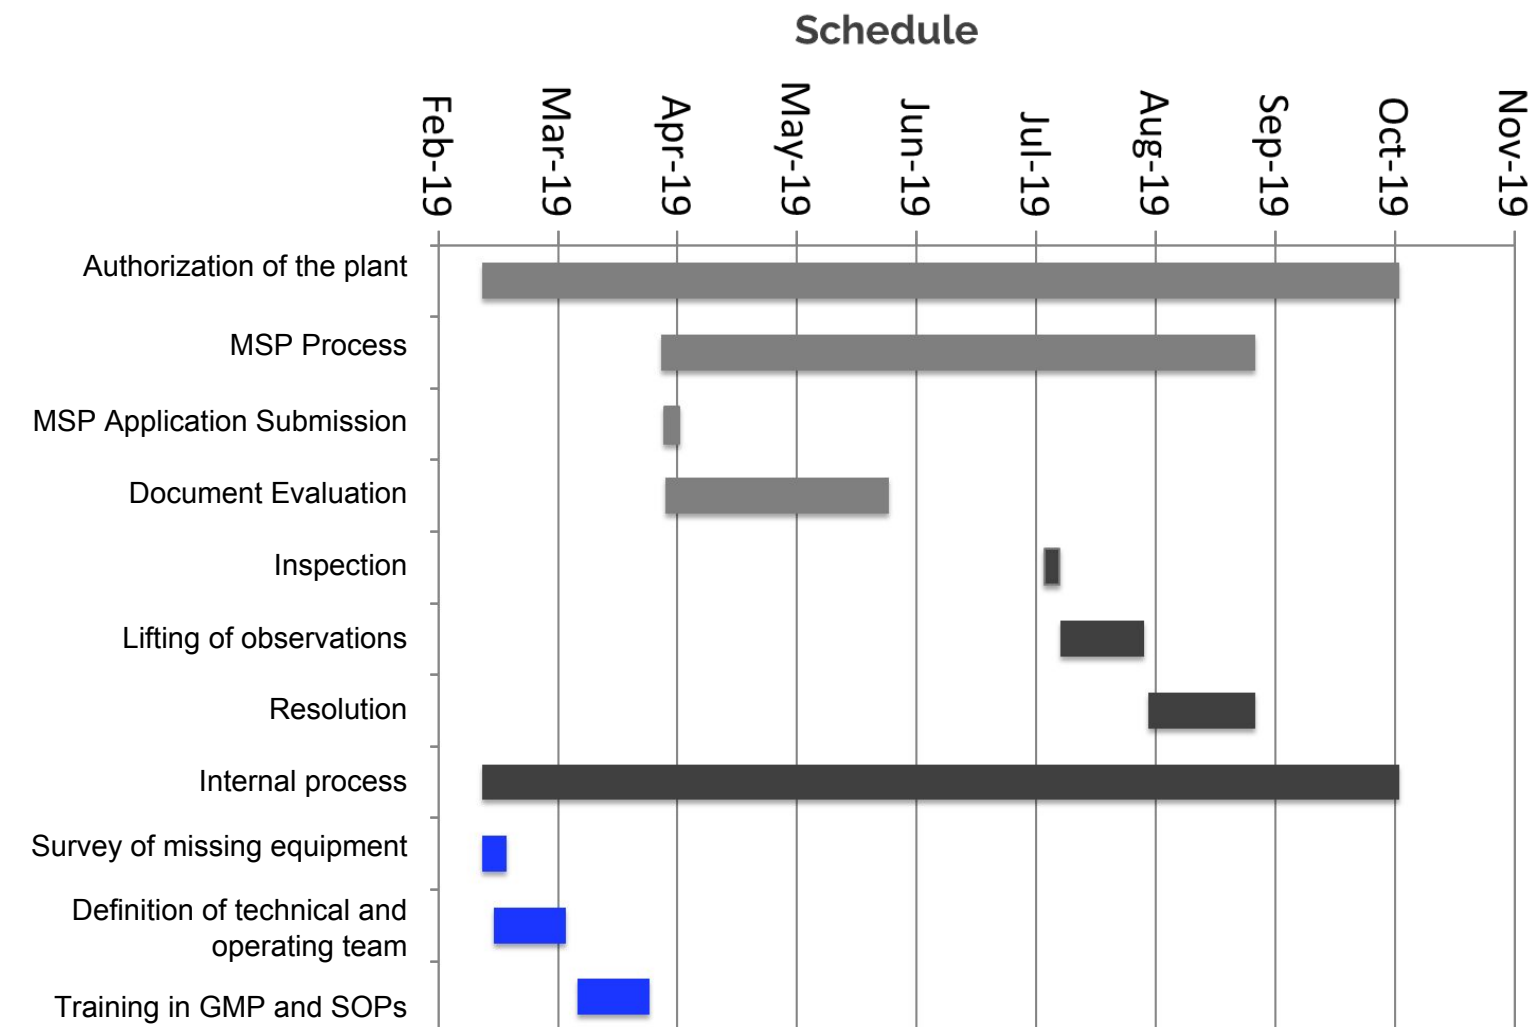 Schedule
Feb-19
Mar-19
Apr-19
May-19
Jun-19
Jul-19
Aug-19
Sep-19
Oct-19
Nov-19
Authorization of the plant
MSP Process
MSP Application Submission
Document Evaluation
Inspection
Lifting of observations
Resolution
Internal process
Survey of missing equipment
Definition of technical and
operating team
Training in GMP and SOPs